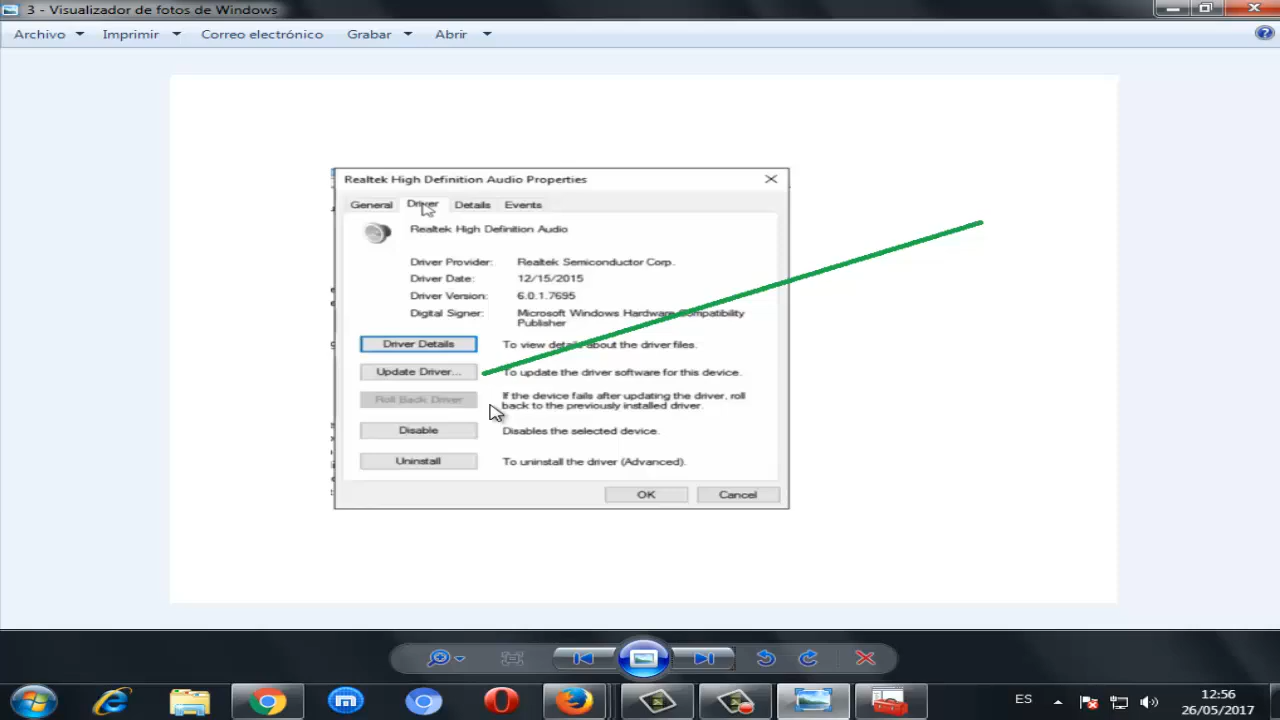 3 - Visualizador de fotos de Windows
Archivo Imprimir Correo electrónico Grabar Abrir
Realtek High Definition Audio Properties
General Driver Details Events
Realtek High Definition Audio
Driver Provider: Realtek Semiconductor Corp.
Driver Date: 12/15/2015
Driver Version: 6.0.1.7695
Digital Signer: Microsoft Windows Hardware Compatibility
Publisher
Driver Details To view details about the driver files.
Update Driver... To update the driver software for this device.
Roll Back Driver If the device fails after updating the driver, roll
back to the previously installed driver.
Disable Disables the selected device.
Uninstall To uninstall the driver (Advanced).
OK Cancel
ES 12:56
26/05/2017